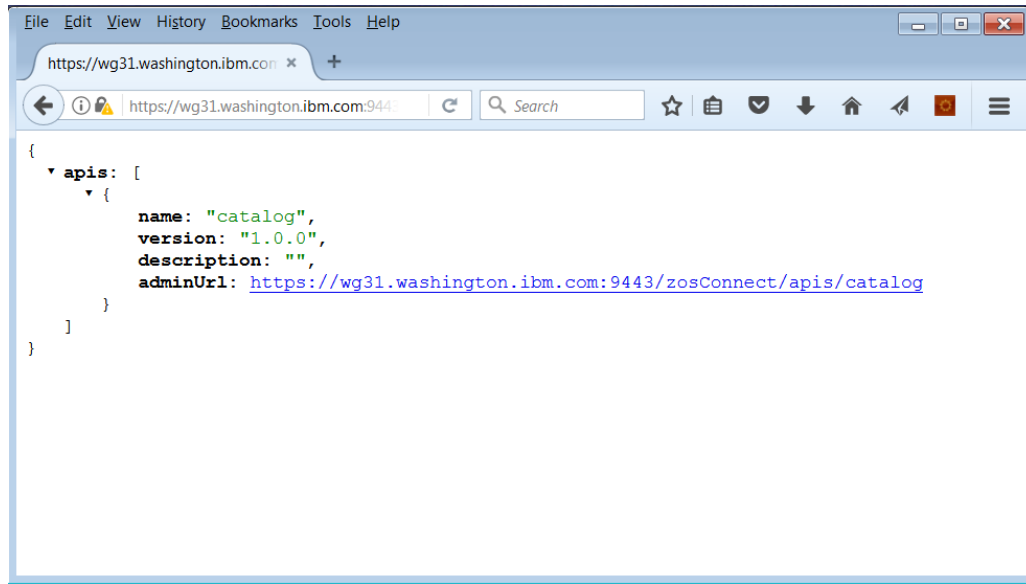 File Edit View History Bookmarks Tools Help
https://wg31.washington.ibm.com
https://wg31.washington.ibm.com:944 Search
{
apis: [
{
name: "catalog",
version: "1.0.0",
description: "",
adminUrl: https://wg31.washington.ibm.com:9443/zosConnect/apis/catalog
}
]
}